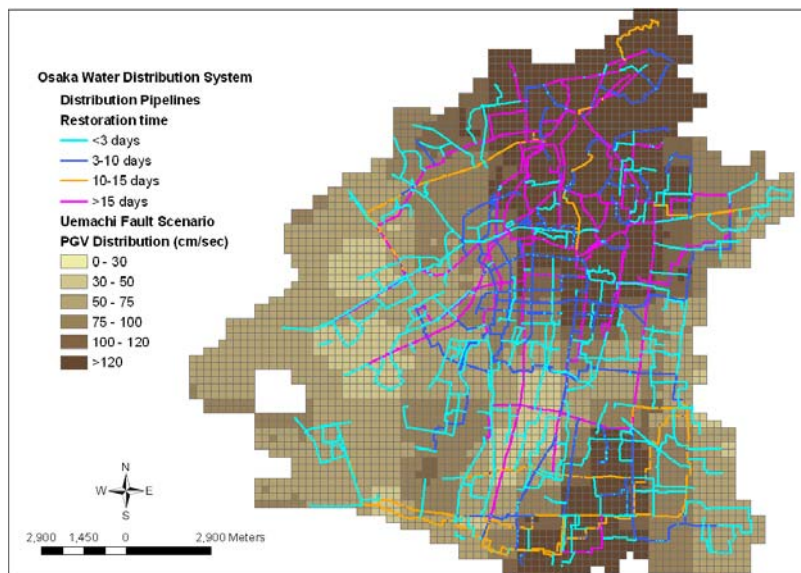 Osaka Water Distribution System
Distribution Pipelines
Restoration time
<3 days
3-10 days
10-15 days
>15 days
Uemachi Fault Scenario
PGV Distribution (cm/sec)
0 - 30
30 - 50
50 - 75
75 - 100
100 - 120
>120
N
W E
S
2,900 1,450 0 2,900 Meters